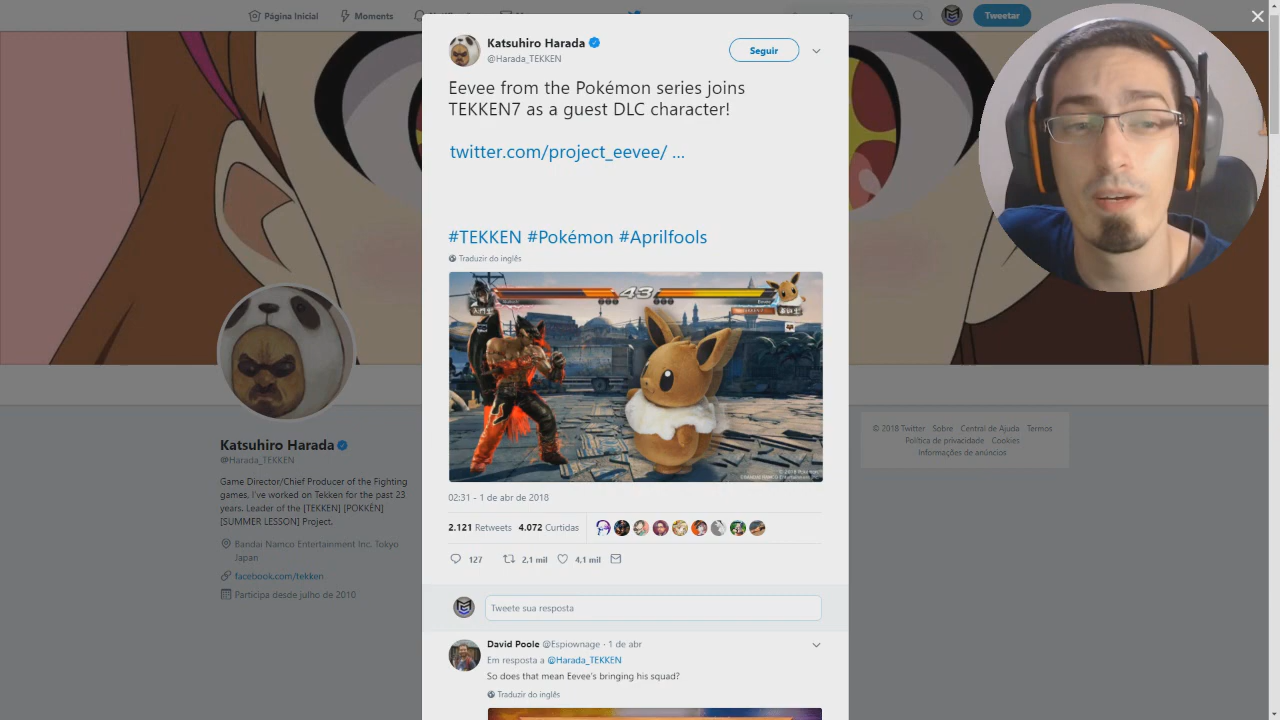 Página Inicial
Moments
Tweetar
Katsuhiro Harada
@Harada_TEKKEN
Seguir
Eevee from the Pokémon series joins
TEKKEN7 as a guest DLC character!
twitter.com/project_eevee/ ...
#TEKKEN #Pokémon #Aprilfools
Traduzir do inglês
43
02:31 - 1 de abr de 2018
2.121 Retweets 4.072 Curtidas
127 2,1 mil 4,1 mil
Tweete sua resposta
David Poole @Espiownage · 1 de abr
Em resposta a @Harada_TEKKEN
So does that mean Eevee's bringing his squad?
Traduzir do inglês
Katsuhiro Harada
@Harada_TEKKEN
Game Director/Chief Producer of the Fighting
games, I've worked on Tekken for the past 23
years. Leader of the [TEKKEN] [POKKÉN]
[SUMMER LESSON] Project.
Bandai Namco Entertainment Inc. Tokyo
Japan
facebook.com/tekken
Participa desde julho de 2010
© 2018 Twitter Sobre Central de Ajuda Termos
Política de privacidade Cookies
Informações de anúncios